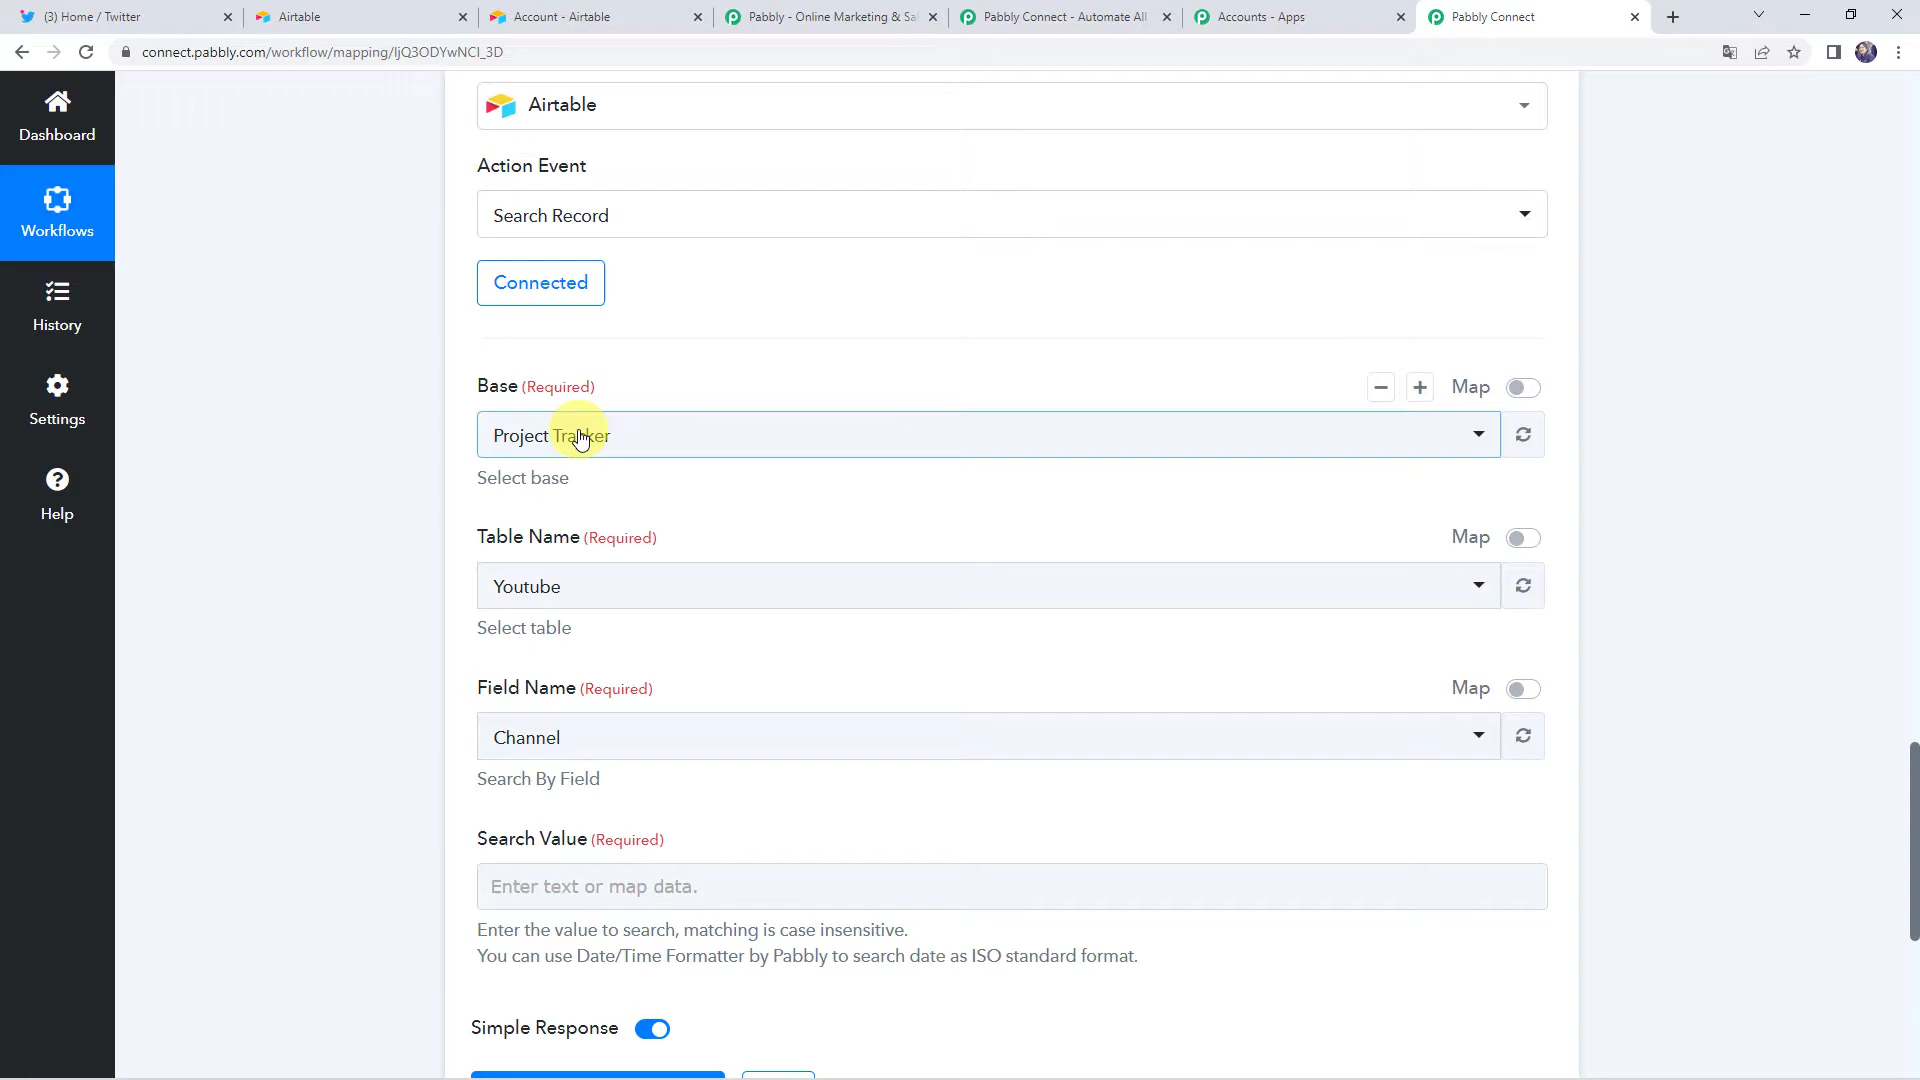 (3) Home / Twitter
Airtable
Account - Airtable
Pabbly - Online Marketing & Sal
Pabbly Connect - Automate All
Accounts - Apps
Pabbly Connect
connect.pabbly.com/workflow/mapping/IjQ3ODYwNCI_3D
Dashboard
Workflows
History
Settings
Help
Airtable
Action Event
Search Record
Connected
Base (Required)
Map
Project Tracker
Select base
Table Name (Required)
Map
Youtube
Select table
Field Name (Required)
Map
Channel
Search By Field
Search Value (Required)
Enter text or map data.
Enter the value to search, matching is case insensitive.
You can use Date/Time Formatter by Pabbly to search date as ISO standard format.
Simple Response